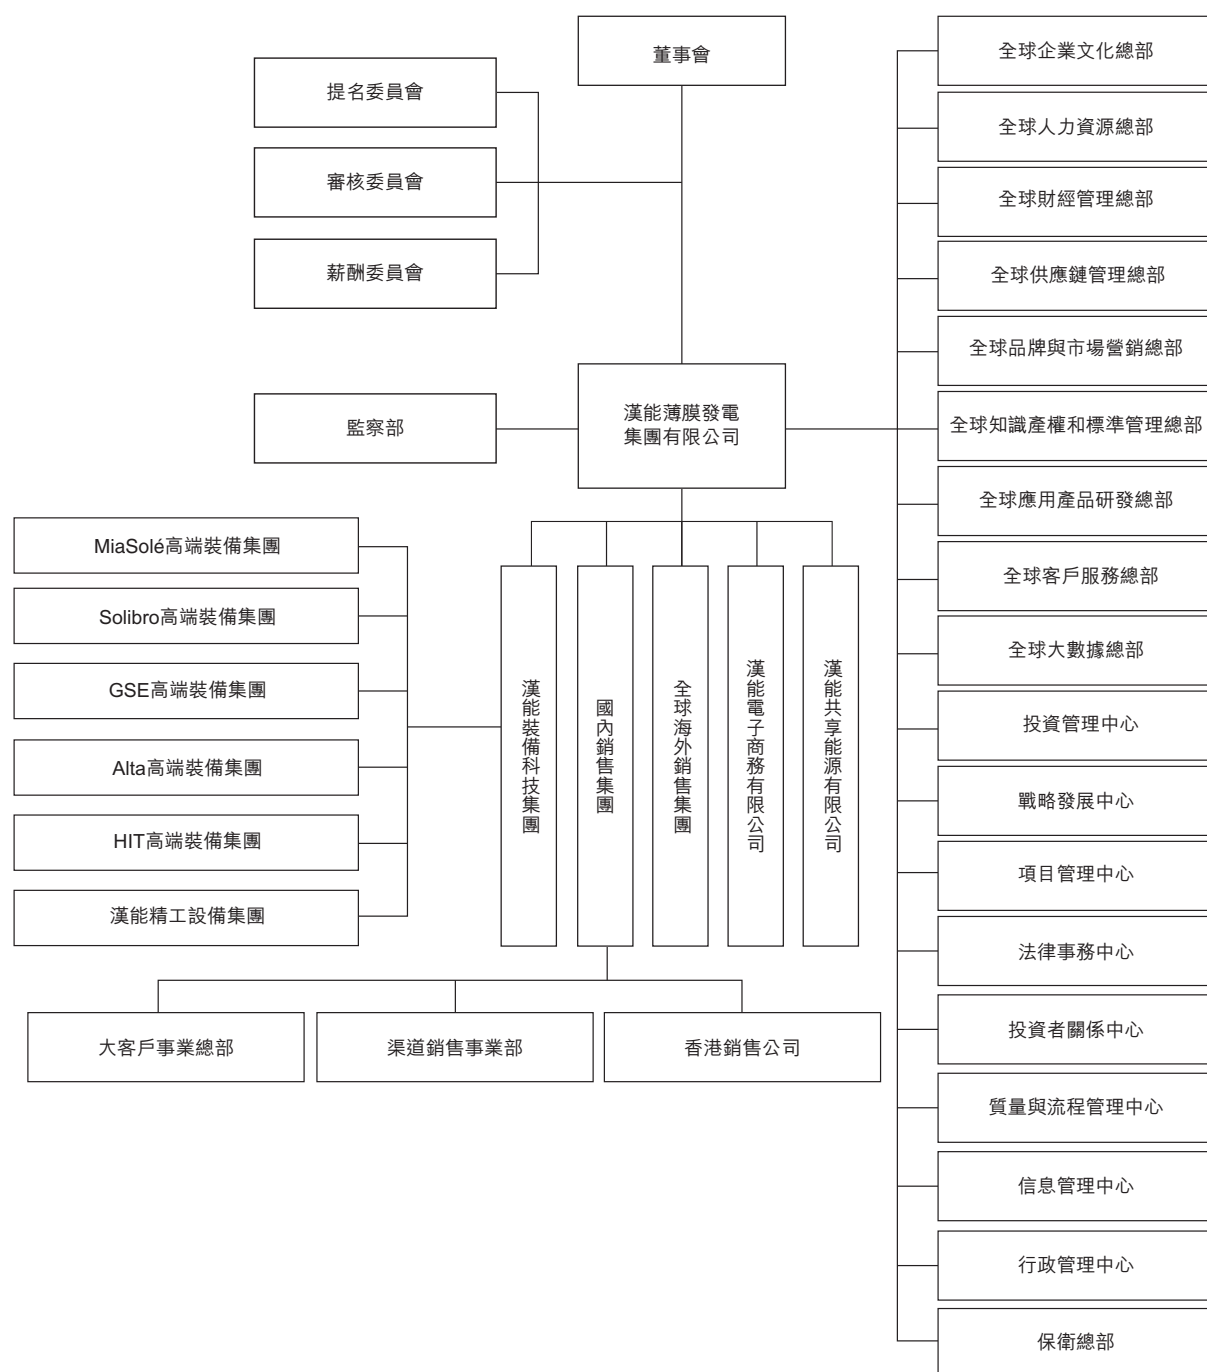 董事會
提名委員會
審核委員會
薪酬委員會
漢能薄膜發電
集團有限公司
監察部
MiaSolé高端裝備集團
Solibro高端裝備集團
GSE高端裝備集團
Alta高端裝備集團
HIT高端裝備集團
漢能精工設備集團
漢能裝備科技集團
國內銷售集團
全球海外銷售集團
漢能電子商務有限公司
漢能共享能源有限公司
大客戶事業總部
渠道銷售事業部
香港銷售公司
全球企業文化總部
全球人力資源總部
全球財經管理總部
全球供應鏈管理總部
全球品牌與市場營銷總部
全球知識產權和標準管理總部
全球應用產品研發總部
全球客戶服務總部
全球大數據總部
投資管理中心
戰略發展中心
項目管理中心
法律事務中心
投資者關係中心
質量與流程管理中心
信息管理中心
行政管理中心
保衛總部